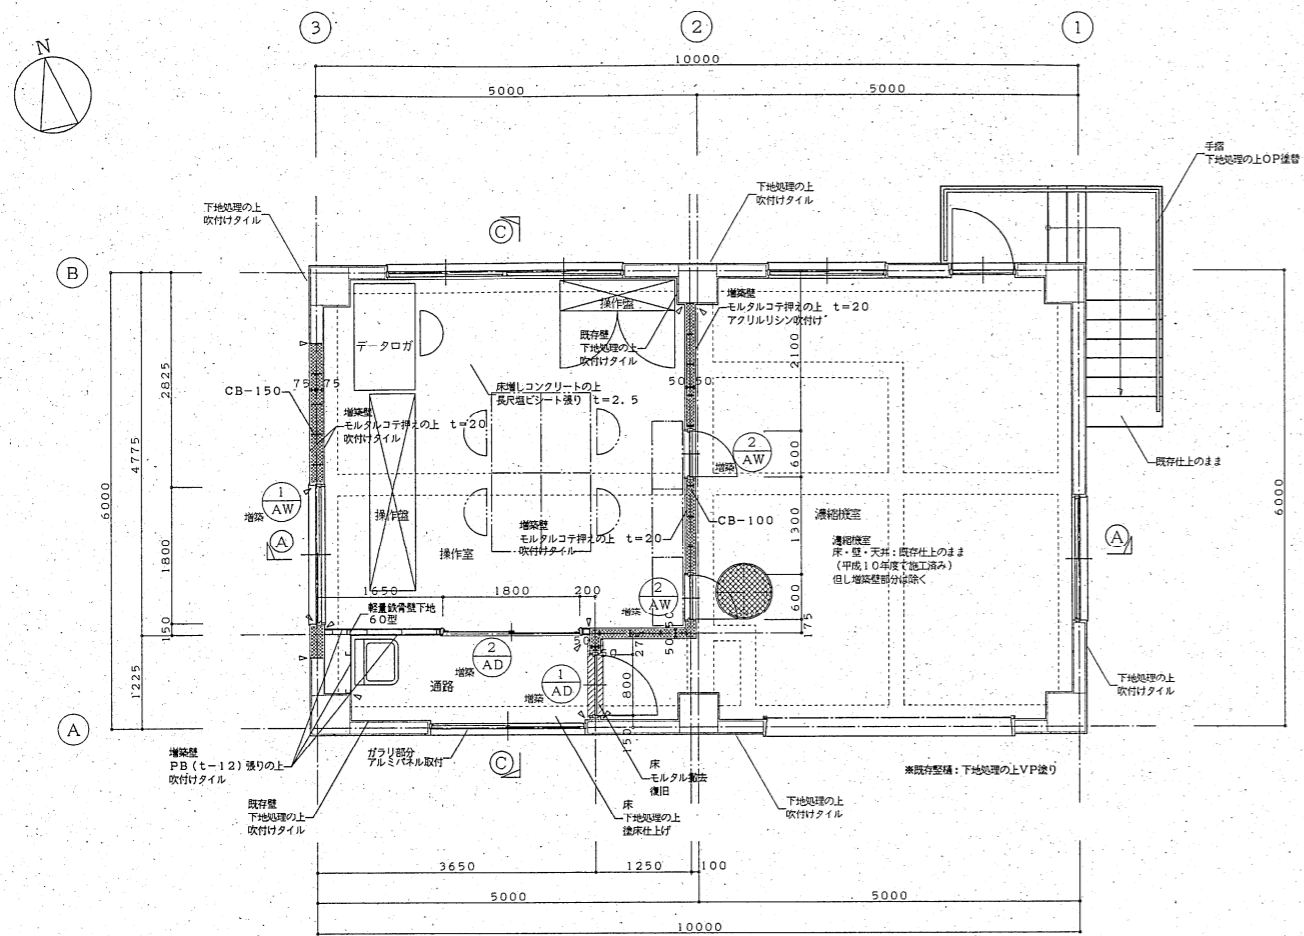 3
2
1
N
10000
5000
5000
手摺
下地処理の上OP塗替
下地処理の上
吹付けタイル
下地処理の上
吹付けタイル
C
B
操作盤
増築壁
モルタルコテ押えの上 t=20
アクリルリシン吹付け
既存壁
下地処理の上
吹付けタイル
データロガ
2100
2825
75 75
50 50
CB-150
床増しコンクリートの上
長尺塩ビシート張り t=2.5
増築壁
モルタルコテ押えの上 t=20
吹付けタイル
4775
2
AW
増築
600
既存仕上のまま
6000
6000
1
AW
増築
操作盤
CB-100
濃縮機室
増築壁
モルタルコテ押えの上 t=20
吹付けタイル
1300
A
A
操作室
濃縮機室
床・壁・天井:既存仕上のまま
(平成10年度で施工済み)
但し増築壁部分は除く
1800
1650
1800
200
2
AW
増築
600
175
軽量鉄骨壁下地
60型
150
50
2
AD
増築
通路
1
AD
増築
800
1225
下地処理の上
吹付けタイル
A
150
増築壁
PB(t-12)張りの上
吹付けタイル
ガラリ部分
アルミパネル取付
C
床
モルタル撤去
復旧
※既存竪樋:下地処理の上VP塗り
既存壁
下地処理の上
吹付けタイル
床
下地処理の上
塗床仕上げ
下地処理の上
吹付けタイル
3650
1250
100
5000
5000
10000